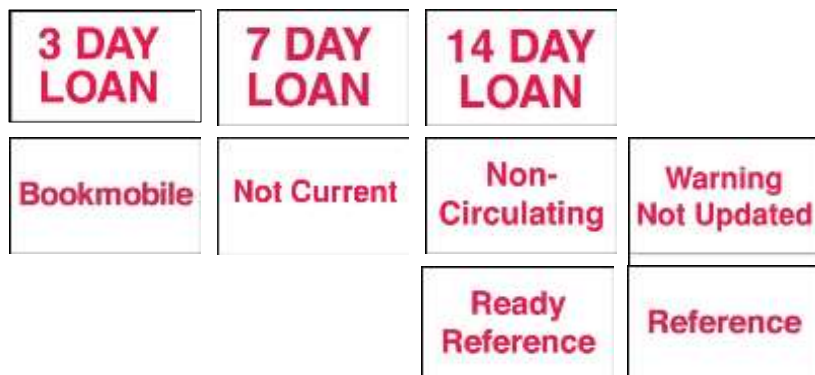 3 DAY
LOAN
7 DAY
LOAN
14 DAY
LOAN
Bookmobile
Not Current
Non-
Circulating
Warning
Not Updated
Ready
Reference
Reference